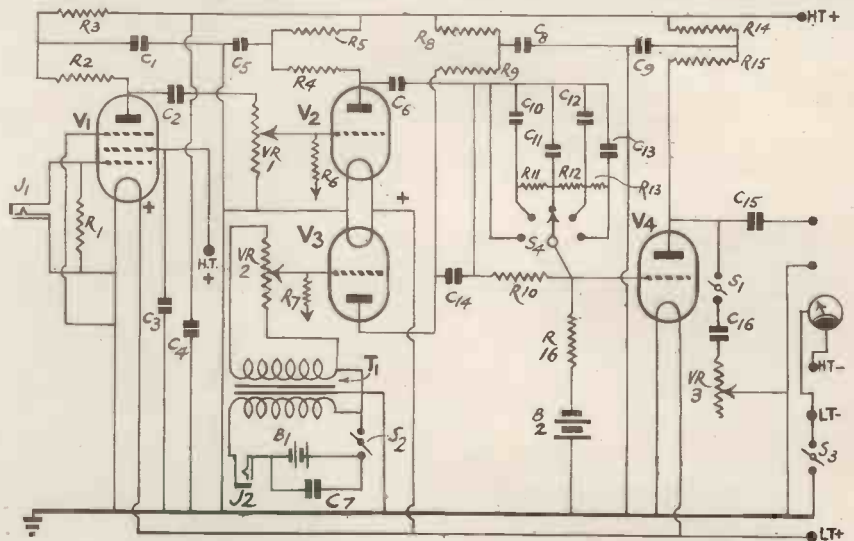 R3
HT+
R14
R5
R8
C8
C1
C5
C9
R2
R4
R9
R15
C2
C6
V1
V2
C10
C12
C11
C13
VR
1
R6
R11
R12
R13
J1
R1
+
+
C15
V3
S4
V4
H.T.
+
VR
2
R7
C14
R10
S1
C3
C4
R
16
C16
T1
VR
3
HT-
B1
S2
B
2
LT-
S3
J2
C7
LT+